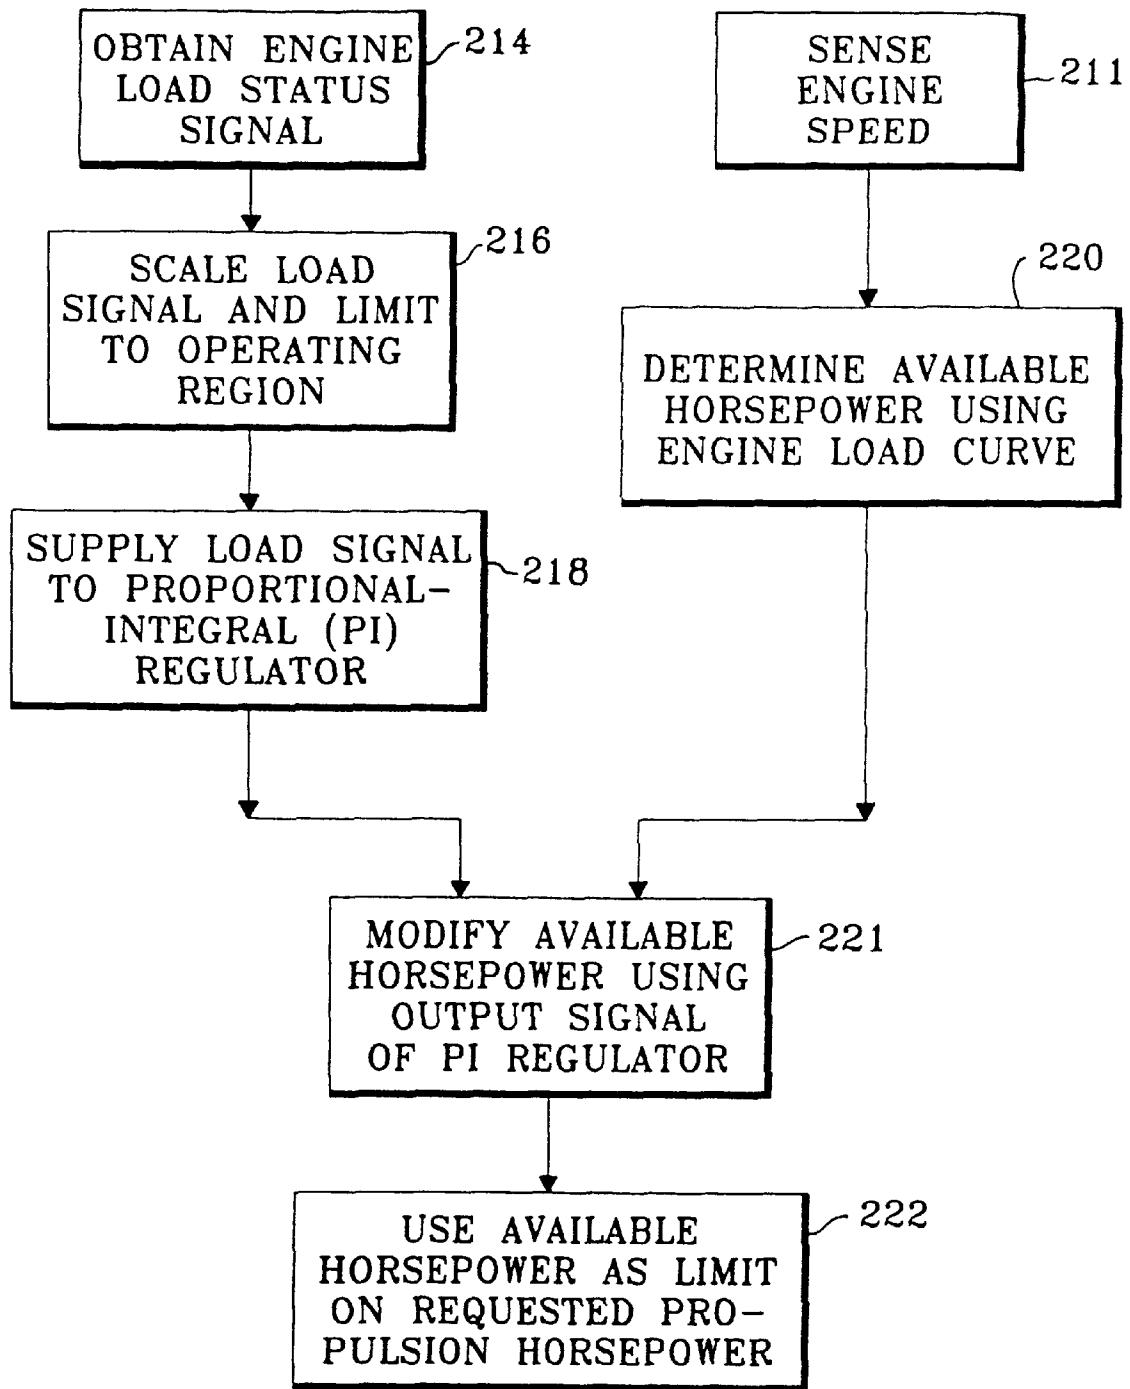 OBTAIN ENGINE
LOAD STATUS
SIGNAL
214
SENSE
ENGINE
SPEED
211
SCALE LOAD
SIGNAL AND LIMIT
TO OPERATING
REGION
216
220
DETERMINE AVAILABLE
HORSEPOWER USING
ENGINE LOAD CURVE
SUPPLY LOAD SIGNAL
TO PROPORTIONAL-
INTEGRAL (PI)
REGULATOR
218
MODIFY AVAILABLE
HORSEPOWER USING
OUTPUT SIGNAL
OF PI REGULATOR
221
USE AVAILABLE
HORSEPOWER AS LIMIT
ON REQUESTED PRO-
PULSION HORSEPOWER
222